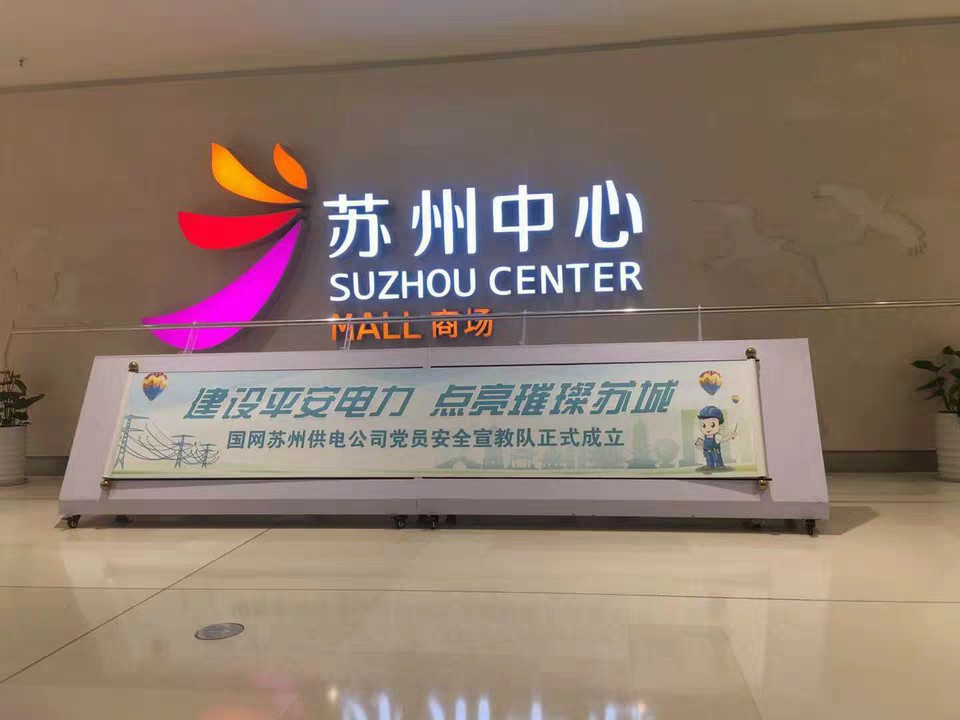 苏州中心
SUZHOU CENTER
MALL 商场
建设平安电力 点亮璀璨苏城
国网苏州供电公司党员安全宣教队正式成立